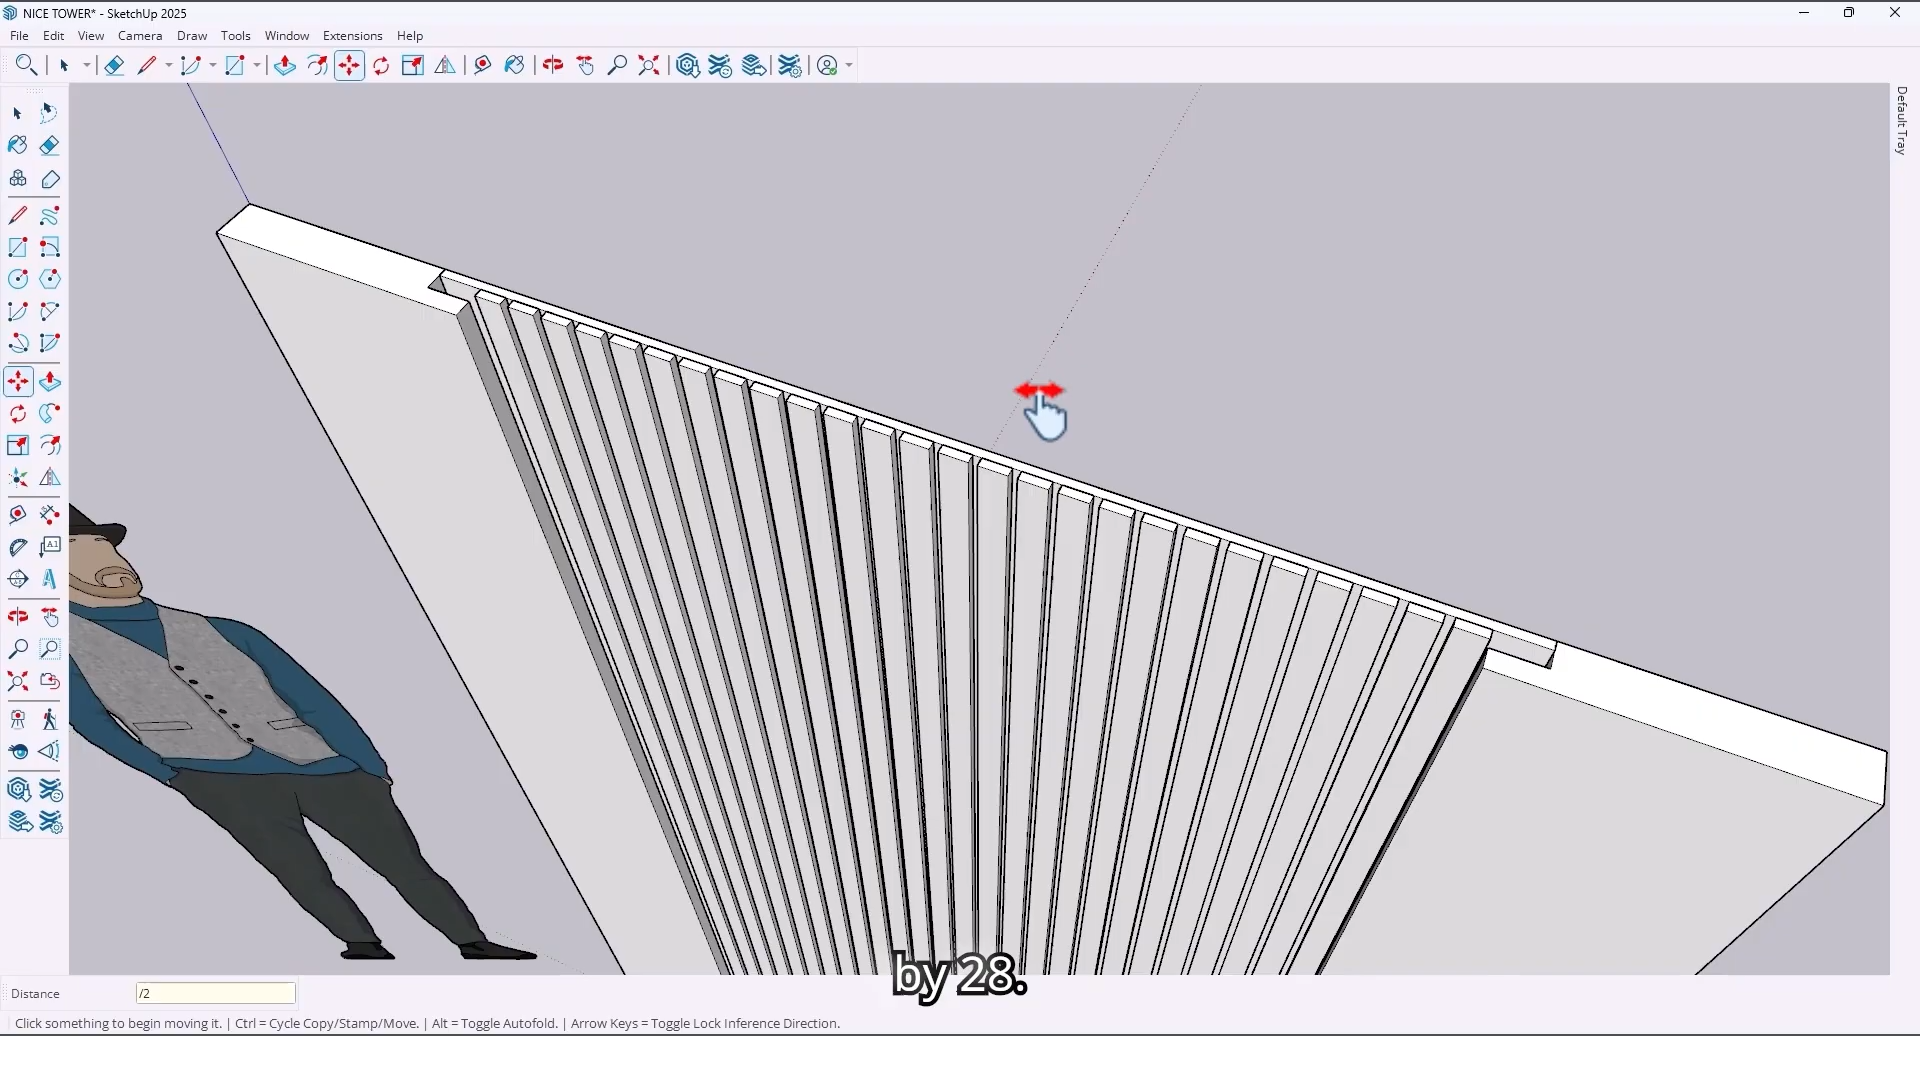 NICE TOWER* - SketchUp 2025
File Edit View Camera Draw Tools Window Extensions Help
Default Tray
A1
by 28.
Distance /2
Click something to begin moving it. | Ctrl = Cycle Copy/Stamp/Move. | Alt = Toggle Autofold. | Arrow Keys = Toggle Lock Inference Direction.